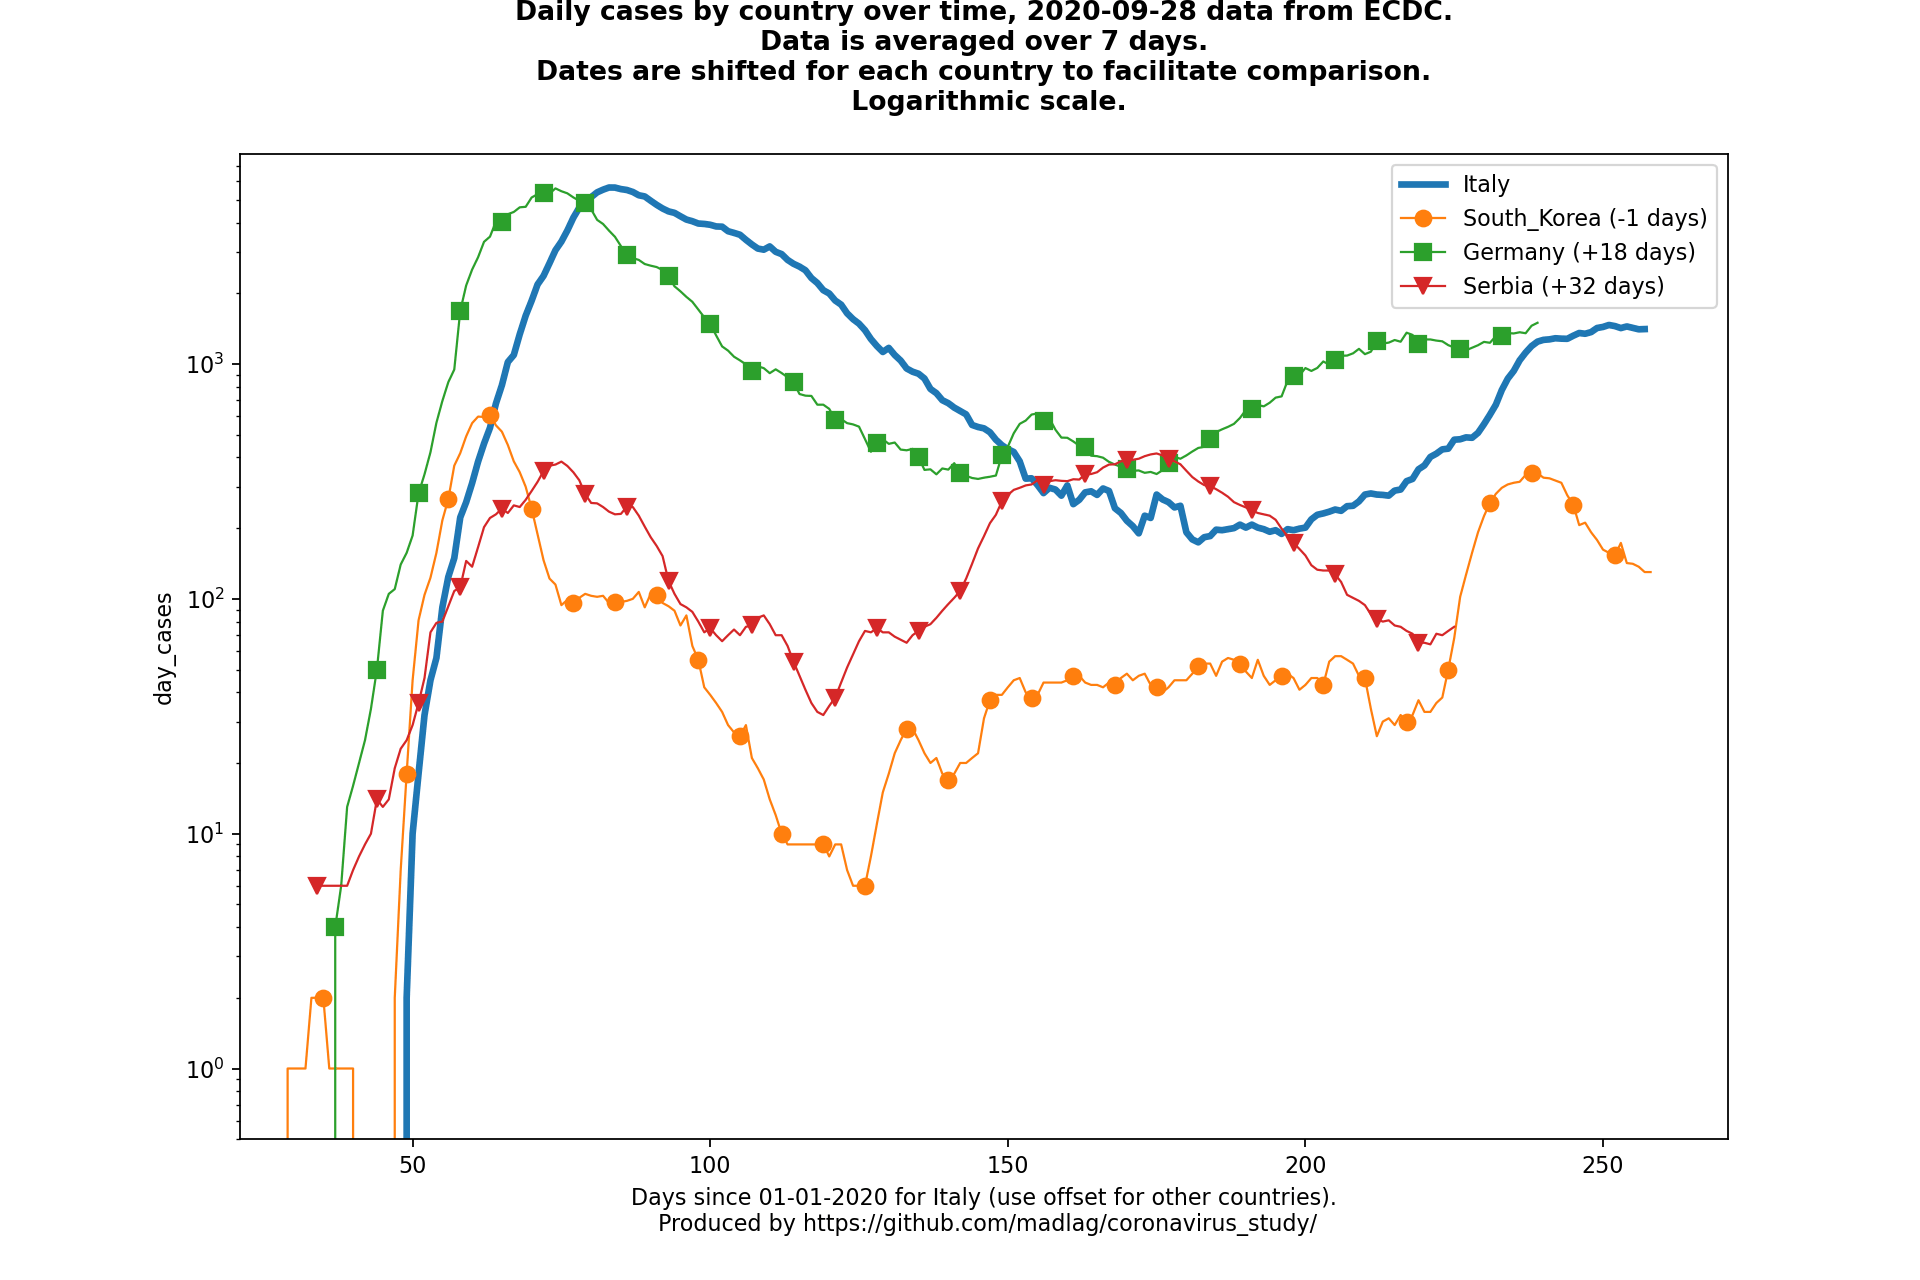 Daily cases by country over time, 2020-09-28 data from ECDC.
Data is averaged over 7 days.
Dates are shifted for each country to facilitate comparison.
Logarithmic scale.
Italy
South_Korea (-1 days)
Germany (+18 days)
Serbia (+32 days)
day_cases
10³
10²
10¹
10⁰
50 100 150 200 250
Days since 01-01-2020 for Italy (use offset for other countries).
Produced by https://github.com/madlag/coronavirus_study/